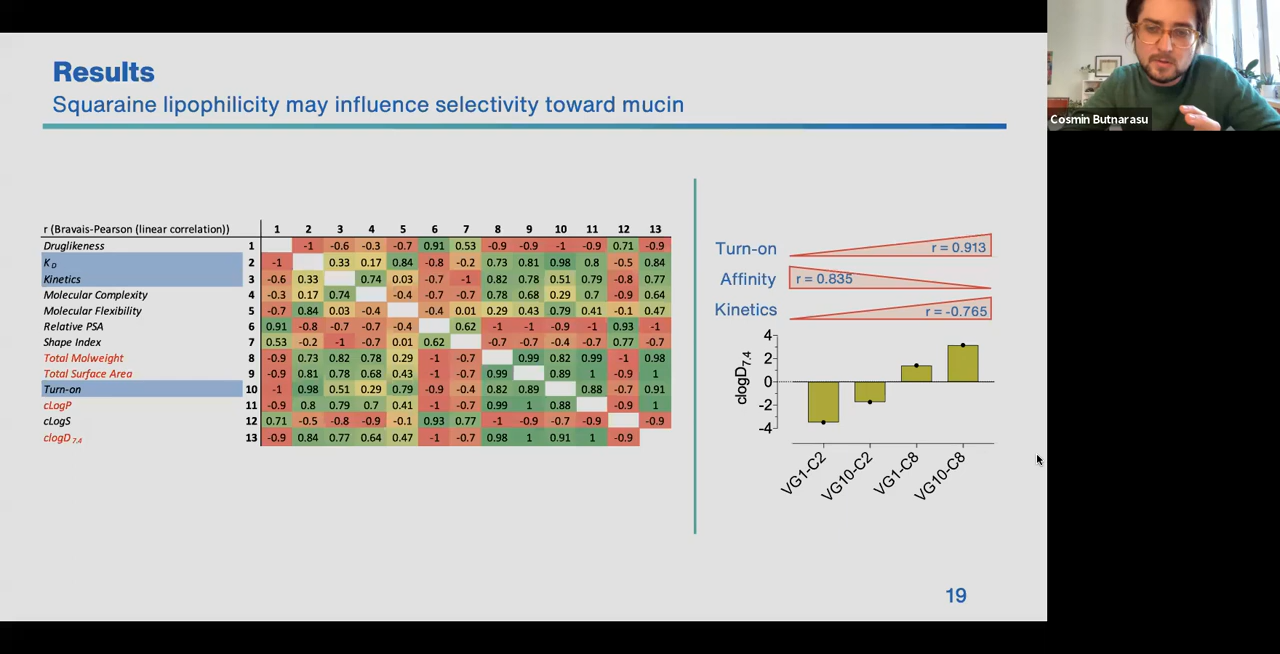 Results
Squaraine lipophilicity may influence selectivity toward mucin
Cosmin Butnarasu
r (Bravais-Pearson (linear correlation)) 1 2 3 4 5 6 7 8 9 10 11 12 13
Druglikeness 1 -1 -0.6 -0.3 -0.7 0.91 0.53 -0.9 -0.9 -1 -0.9 0.71 -0.9
KD 2 -1 0.33 0.17 0.84 -0.8 -0.2 0.73 0.81 0.98 0.8 -0.5 0.84
Kinetics 3 -0.6 0.33 0.74 0.03 -0.7 -1 0.82 0.78 0.51 0.79 -0.8 0.77
Molecular Complexity 4 -0.3 0.17 0.74 -0.4 -0.7 -0.7 0.78 0.68 0.29 0.7 -0.9 0.64
Molecular Flexibility 5 -0.7 0.84 0.03 -0.4 -0.4 0.01 0.29 0.43 0.79 0.41 -0.1 0.47
Relative PSA 6 0.91 -0.8 -0.7 -0.7 -0.4 0.62 -1 -1 -0.9 -1 0.93 -1
Shape Index 7 0.53 -0.2 -1 -0.7 0.01 0.62 -0.7 -0.7 -0.4 -0.7 0.77 -0.7
Total Molweight 8 -0.9 0.73 0.82 0.78 0.29 -1 -0.7 0.99 0.82 0.99 -1 0.98
Total Surface Area 9 -0.9 0.81 0.78 0.68 0.43 -1 -0.7 0.99 0.89 1 -0.9 1
Turn-on 10 -1 0.98 0.51 0.29 0.79 -0.9 -0.4 0.82 0.89 0.88 -0.7 0.91
cLogP 11 -0.9 0.8 0.79 0.7 0.41 -1 -0.7 0.99 1 0.88 -0.9 1
cLogS 12 0.71 -0.5 -0.8 -0.9 -0.1 0.93 0.77 -1 -0.9 -0.7 -0.9 -0.9
clogD 7,4 13 -0.9 0.84 0.77 0.64 0.47 -1 -0.7 0.98 1 0.91 1 -0.9
Turn-on r = 0.913
Affinity r = 0.835
Kinetics r = -0.765
clogD7.4
4
2
0
-2
-4
VG1-C2 VG10-C2 VG1-C8 VG10-C8
19